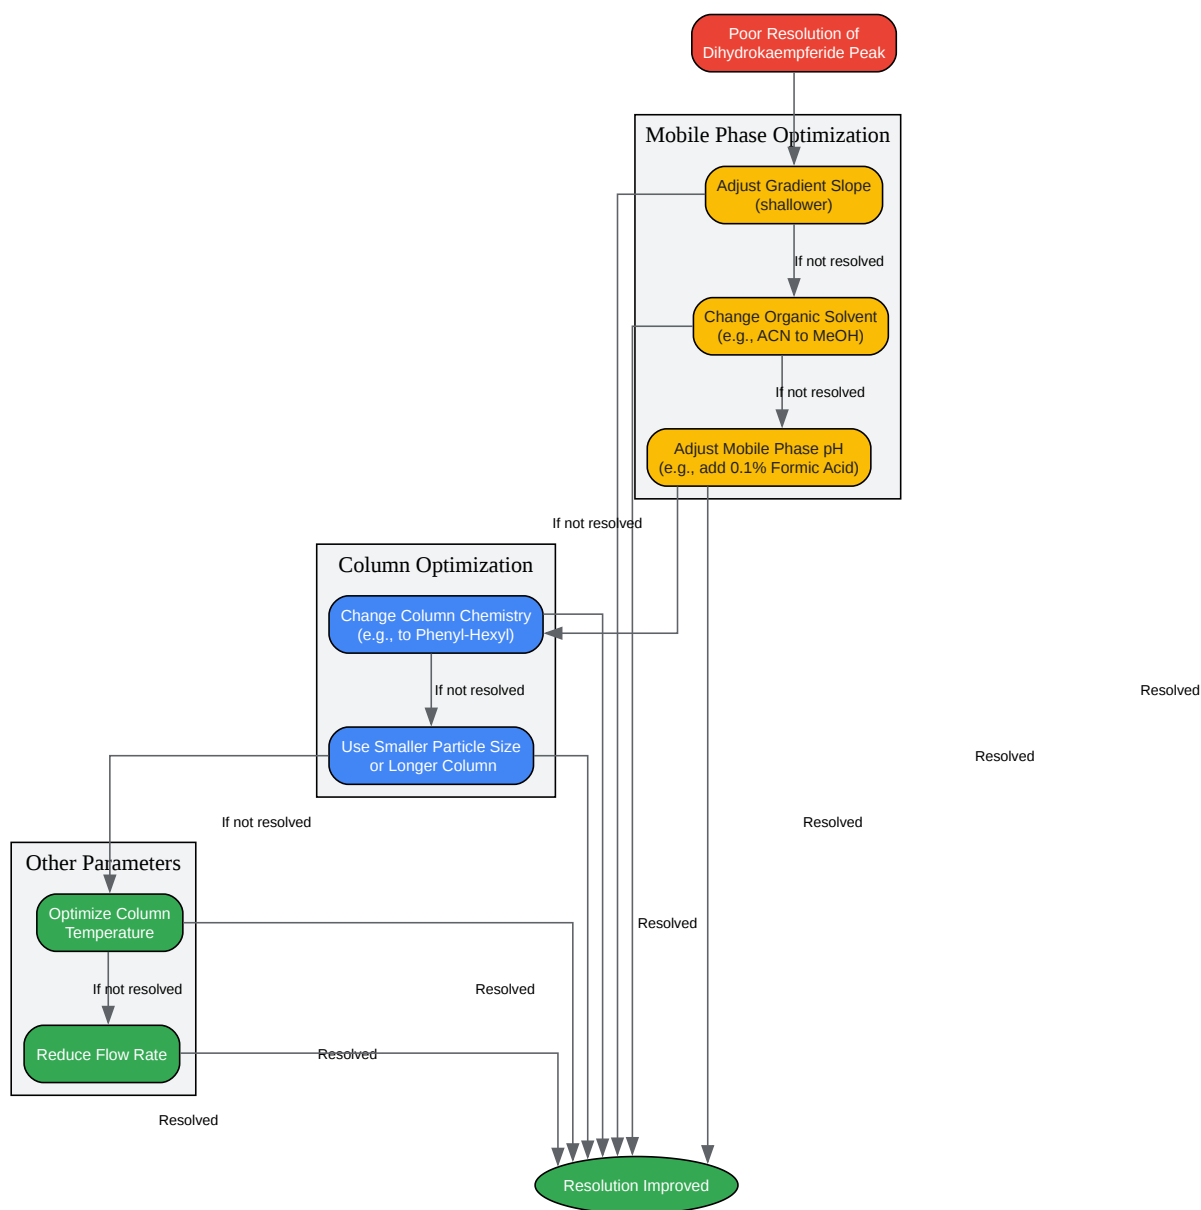 Poor Resolution of
Dihydrokaempferide Peak
Mobile Phase Optimization
Adjust Gradient Slope
(shallower)
If not resolved
Change Organic Solvent
(e.g., ACN to MeOH)
If not resolved
Adjust Mobile Phase pH
(e.g., add 0.1% Formic Acid)
If not resolved
Column Optimization
Change Column Chemistry
(e.g., to Phenyl-Hexyl)
If not resolved
Resolved
Use Smaller Particle Size
or Longer Column
Resolved
If not resolved
Resolved
Other Parameters
Optimize Column
Temperature
Resolved
If not resolved
Resolved
Reduce Flow Rate
Resolved
Resolved
Resolution Improved